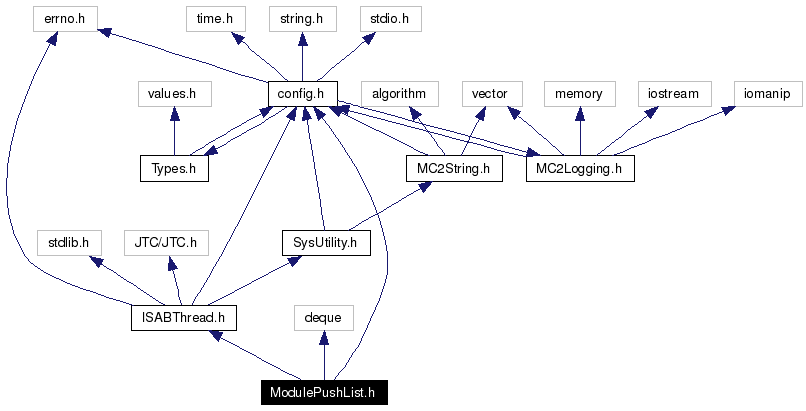 errno.h
time.h
string.h
stdio.h
values.h
config.h
algorithm
vector
memory
iostream
iomanip
Types.h
MC2String.h
MC2Logging.h
stdlib.h
JTC/JTC.h
SysUtility.h
ISABThread.h
deque
ModulePushList.h